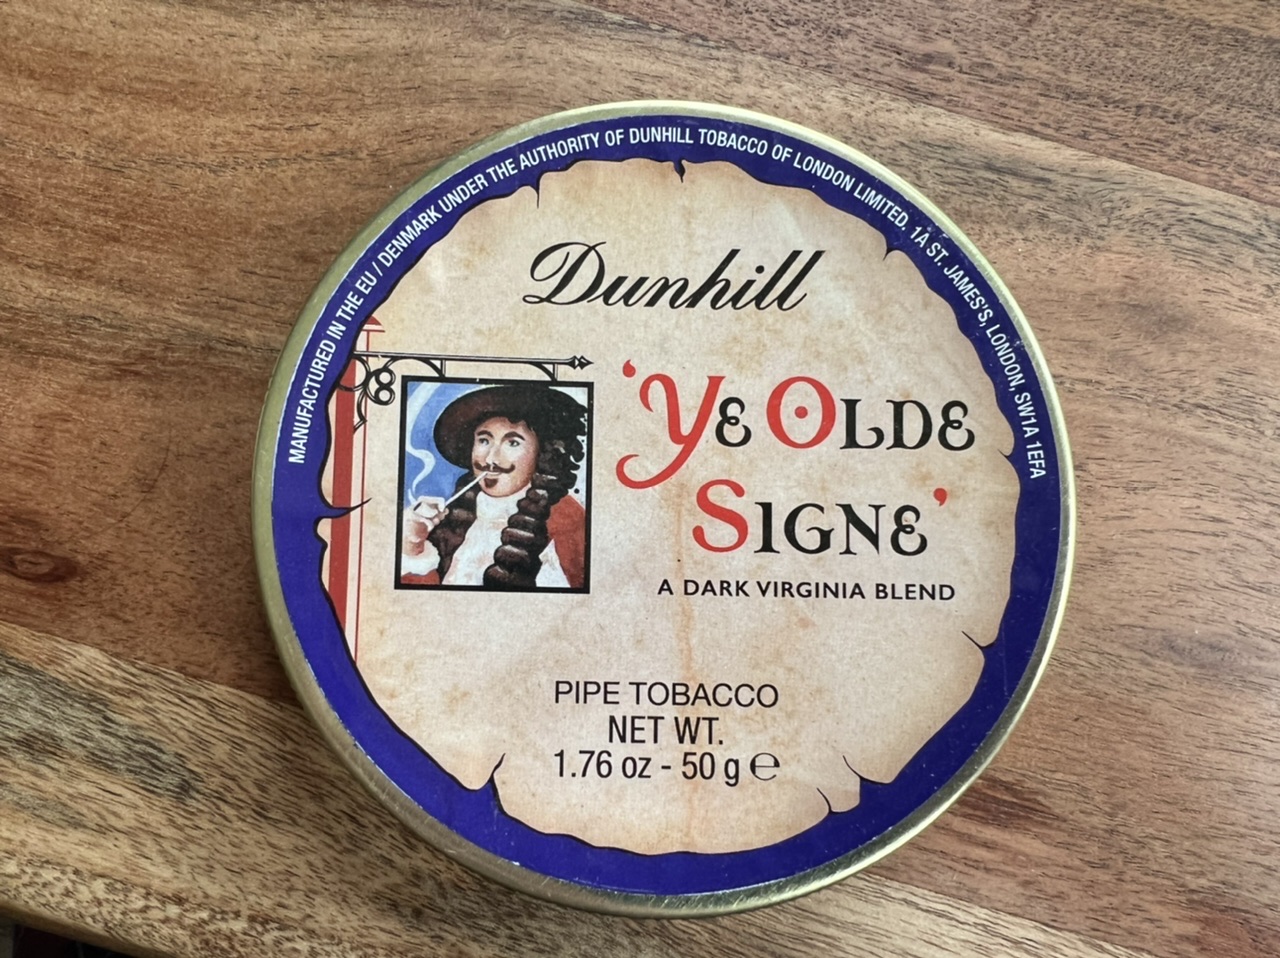 MANUFACTURED IN THE EU / DENMARK UNDER THE AUTHORITY OF DUNHILL TOBACCO OF LONDON LIMITED. 1A ST. JAMES'S, LONDON, SW1A 1EFA
Dunhill
'YE OLDE
SIGNE'
A DARK VIRGINIA BLEND
PIPE TOBACCO
NET WT.
1.76 oz - 50 g ℮